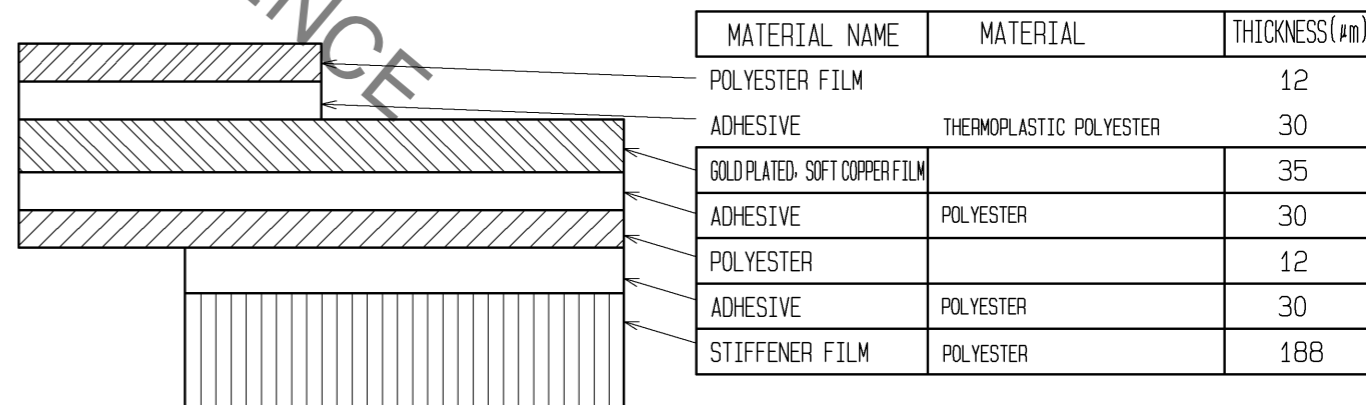 MATERIAL NAME MATERIAL THICKNESS(μm)
POLYESTER FILM 12
ADHESIVE THERMOPLASTIC POLYESTER 30
GOLD PLATED, SOFT COPPER FILM 35
ADHESIVE POLYESTER 30
POLYESTER 12
ADHESIVE POLYESTER 30
STIFFENER FILM POLYESTER 188